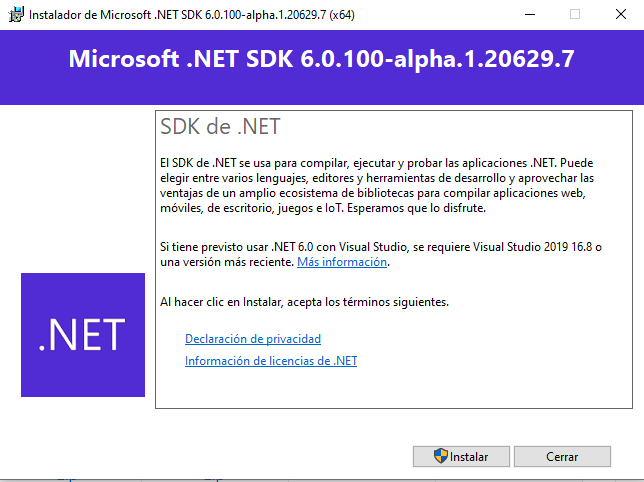 Instalador de Microsoft .NET SDK 6.0.100-alpha.1.20629.7 (x64)
Microsoft .NET SDK 6.0.100-alpha.1.20629.7
SDK de .NET
El SDK de .NET se usa para compilar, ejecutar y probar las aplicaciones .NET. Puede
elegir entre varios lenguajes, editores y herramientas de desarrollo y aprovechar las
ventajas de un amplio ecosistema de bibliotecas para compilar aplicaciones web,
móviles, de escritorio, juegos e IoT. Esperamos que lo disfrute.
Si tiene previsto usar .NET 6.0 con Visual Studio, se requiere Visual Studio 2019 16.8 o
una versión más reciente. Más información.
Al hacer clic en Instalar, acepta los términos siguientes.
.NET
Declaración de privacidad
Información de licencias de .NET
Instalar
Cerrar